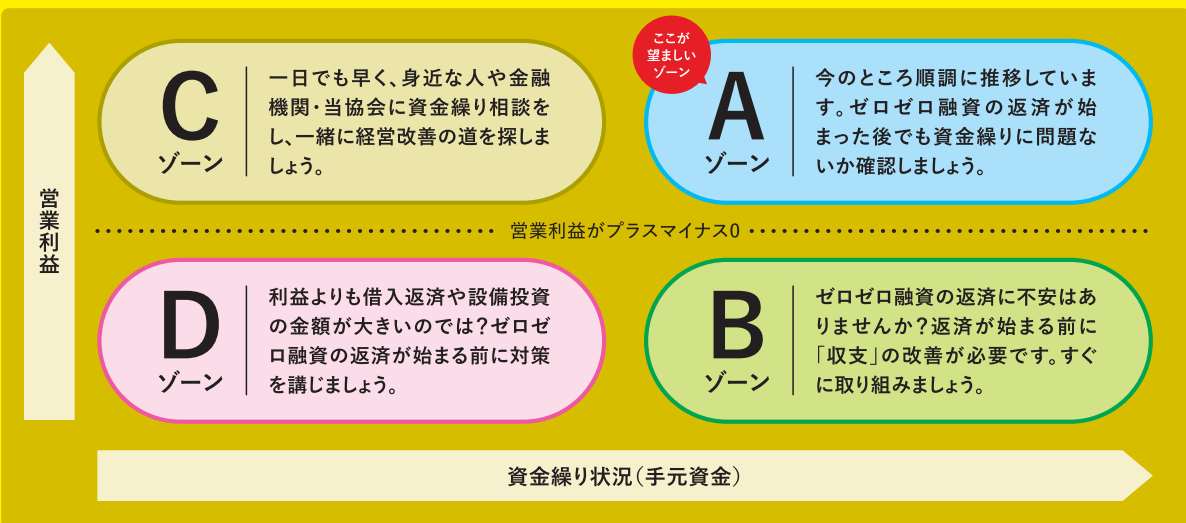 ここが
望ましい
ゾーン
C
ゾーン
一日でも早く、身近な人や金融
機関・当協会に資金繰り相談を
し、一緒に経営改善の道を探しま
しょう。
A
ゾーン
今のところ順調に推移していま
す。ゼロゼロ融資の返済が始
まった後でも資金繰りに問題な
いか確認しましょう。
営業利益
営業利益がプラスマイナス0
D
ゾーン
利益よりも借入返済や設備投資
の金額が大きいのでは?ゼロゼ
ロ融資の返済が始まる前に対策
を講じましょう。
B
ゾーン
ゼロゼロ融資の返済に不安はあ
りませんか?返済が始まる前に
「収支」の改善が必要です。すぐ
に取り組みましょう。
資金繰り状況(手元資金)